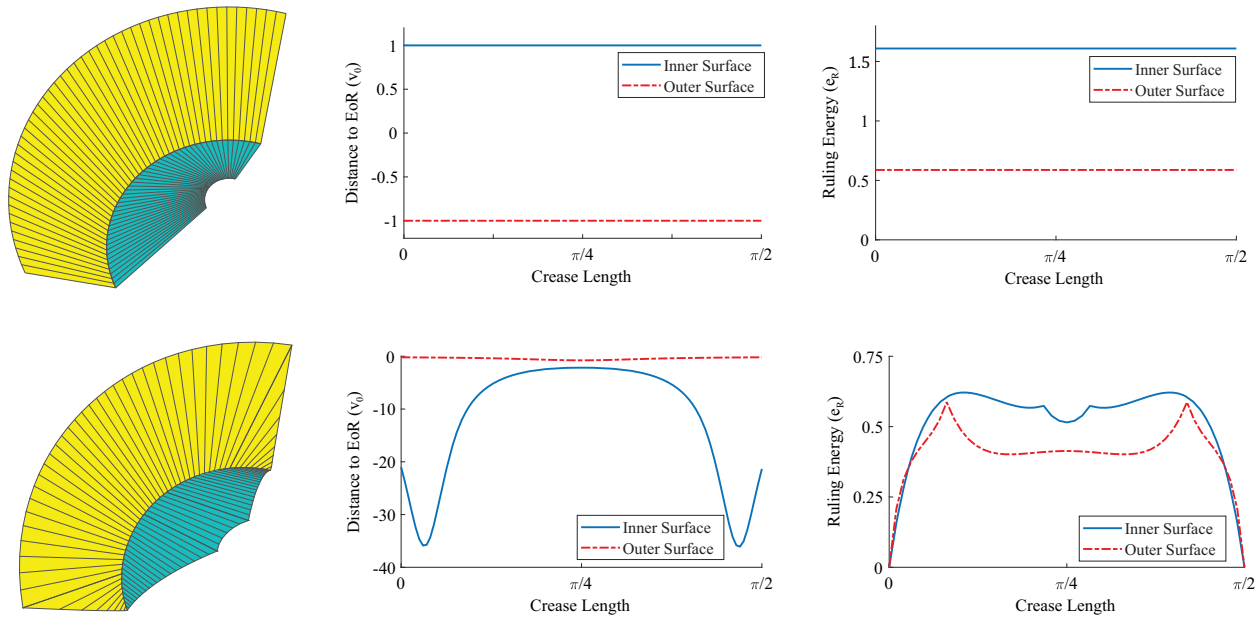 Distance to EoR (v₀)
1
0.5
0
-0.5
-1
Inner Surface
Outer Surface
0
π/4
π/2
Crease Length
Ruling Energy (eR)
1.5
1
0.5
0
Inner Surface
Outer Surface
0
π/4
π/2
Crease Length
Distance to EoR (v₀)
0
-10
-20
-30
-40
Inner Surface
Outer Surface
0
π/4
π/2
Crease Length
Ruling Energy (eR)
0.75
0.5
0.25
0
Inner Surface
Outer Surface
0
π/4
π/2
Crease Length